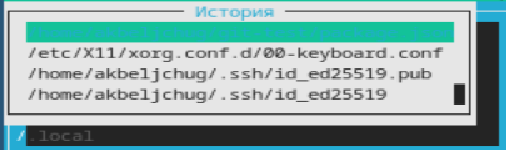 История
/etc/X11/xorg.conf.d/00-keyboard.conf
/home/akbeljchug/.ssh/id_ed25519.pub
/home/akbeljchug/.ssh/id_ed25519
/.local